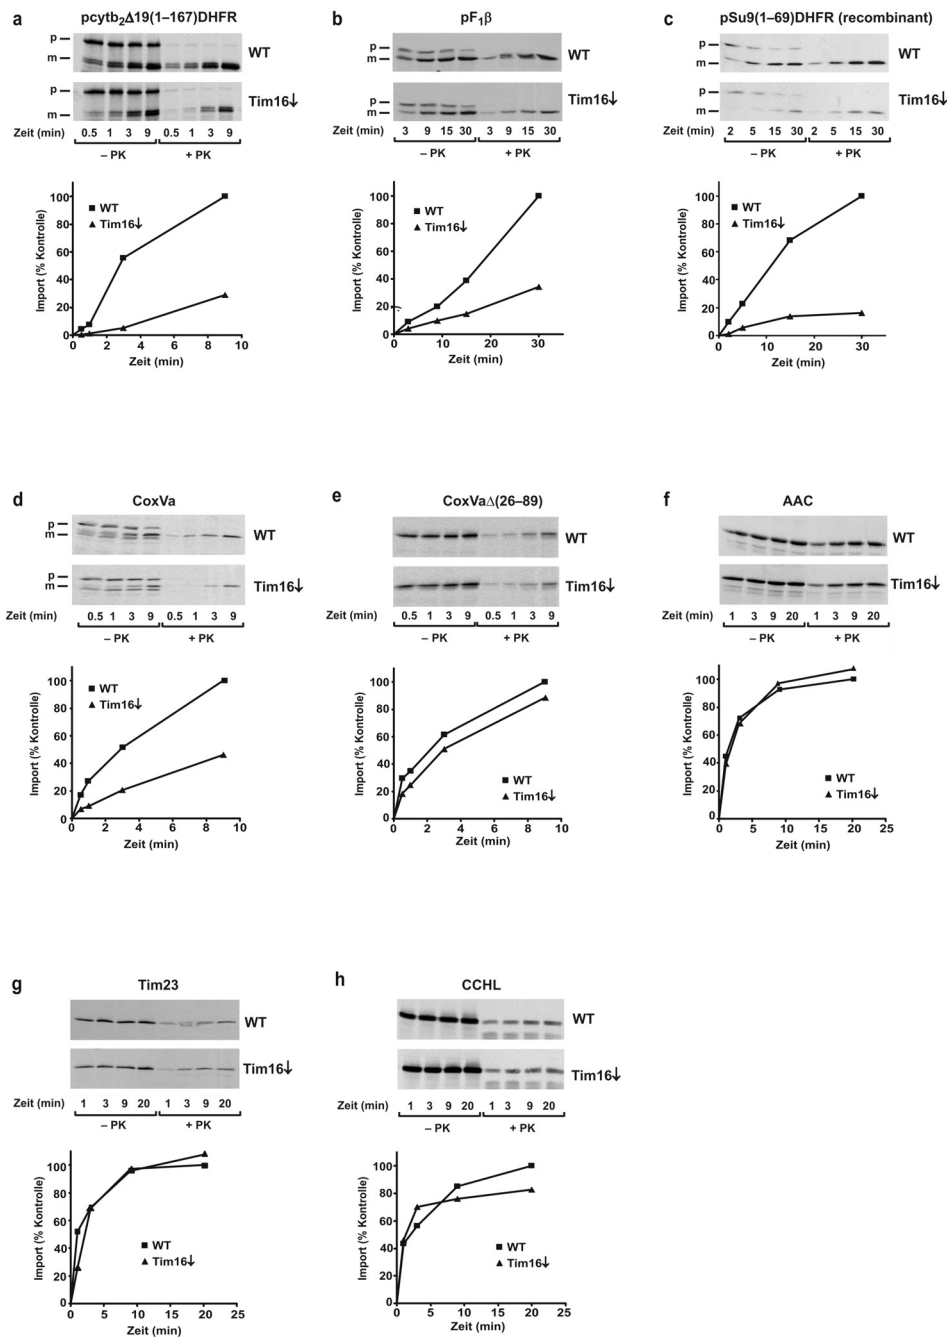 a
pcytb₂Δ19(1–167)DHFR
p
m
WT
p
m
Tim16↓
Zeit (min) 0.5 1 3 9 0.5 1 3 9
– PK + PK
Import (% Kontrolle)
100
80
60
40
20
0
WT
Tim16↓
0 2 4 6 8 10
Zeit (min)
b
pF₁β
p
m
WT
p
m
Tim16↓
3 9 15 30 3 9 15 30
– PK + PK
Import (% Kontrolle)
100
80
60
40
20
0
WT
Tim16↓
0 10 20 30
Zeit (min)
c
pSu9(1–69)DHFR (recombinant)
p
m
WT
p
m
Tim16↓
Zeit (min) 2 5 15 30 2 5 15 30
– PK + PK
Import (% Kontrolle)
100
80
60
40
20
0
WT
Tim16↓
0 10 20 30
Zeit (min)
d
CoxVa
p
m
WT
p
m
Tim16↓
Zeit (min) 0.5 1 3 9 0.5 1 3 9
– PK + PK
Import (% Kontrolle)
100
80
60
40
20
0
WT
Tim16↓
0 2 4 6 8 10
Zeit (min)
e
CoxVaΔ(26–89)
WT
Tim16↓
Zeit (min) 0.5 1 3 9 0.5 1 3 9
– PK + PK
Import (% Kontrolle)
100
80
60
40
20
0
WT
Tim16↓
0 2 4 6 8 10
Zeit (min)
f
AAC
WT
Tim16↓
Zeit (min) 1 3 9 20 1 3 9 20
– PK + PK
Import (% Kontrolle)
100
80
60
40
20
0
WT
Tim16↓
0 5 10 15 20 25
Zeit (min)
g
Tim23
WT
Tim16↓
Zeit (min) 1 3 9 20 1 3 9 20
– PK + PK
Import (% Kontrolle)
100
80
60
40
20
0
WT
Tim16↓
0 5 10 15 20 25
Zeit (min)
h
CCHL
WT
Tim16↓
Zeit (min) 1 3 9 20 1 3 9 20
– PK + PK
Import (% Kontrolle)
100
80
60
40
20
0
WT
Tim16↓
0 5 10 15 20 25
Zeit (min)